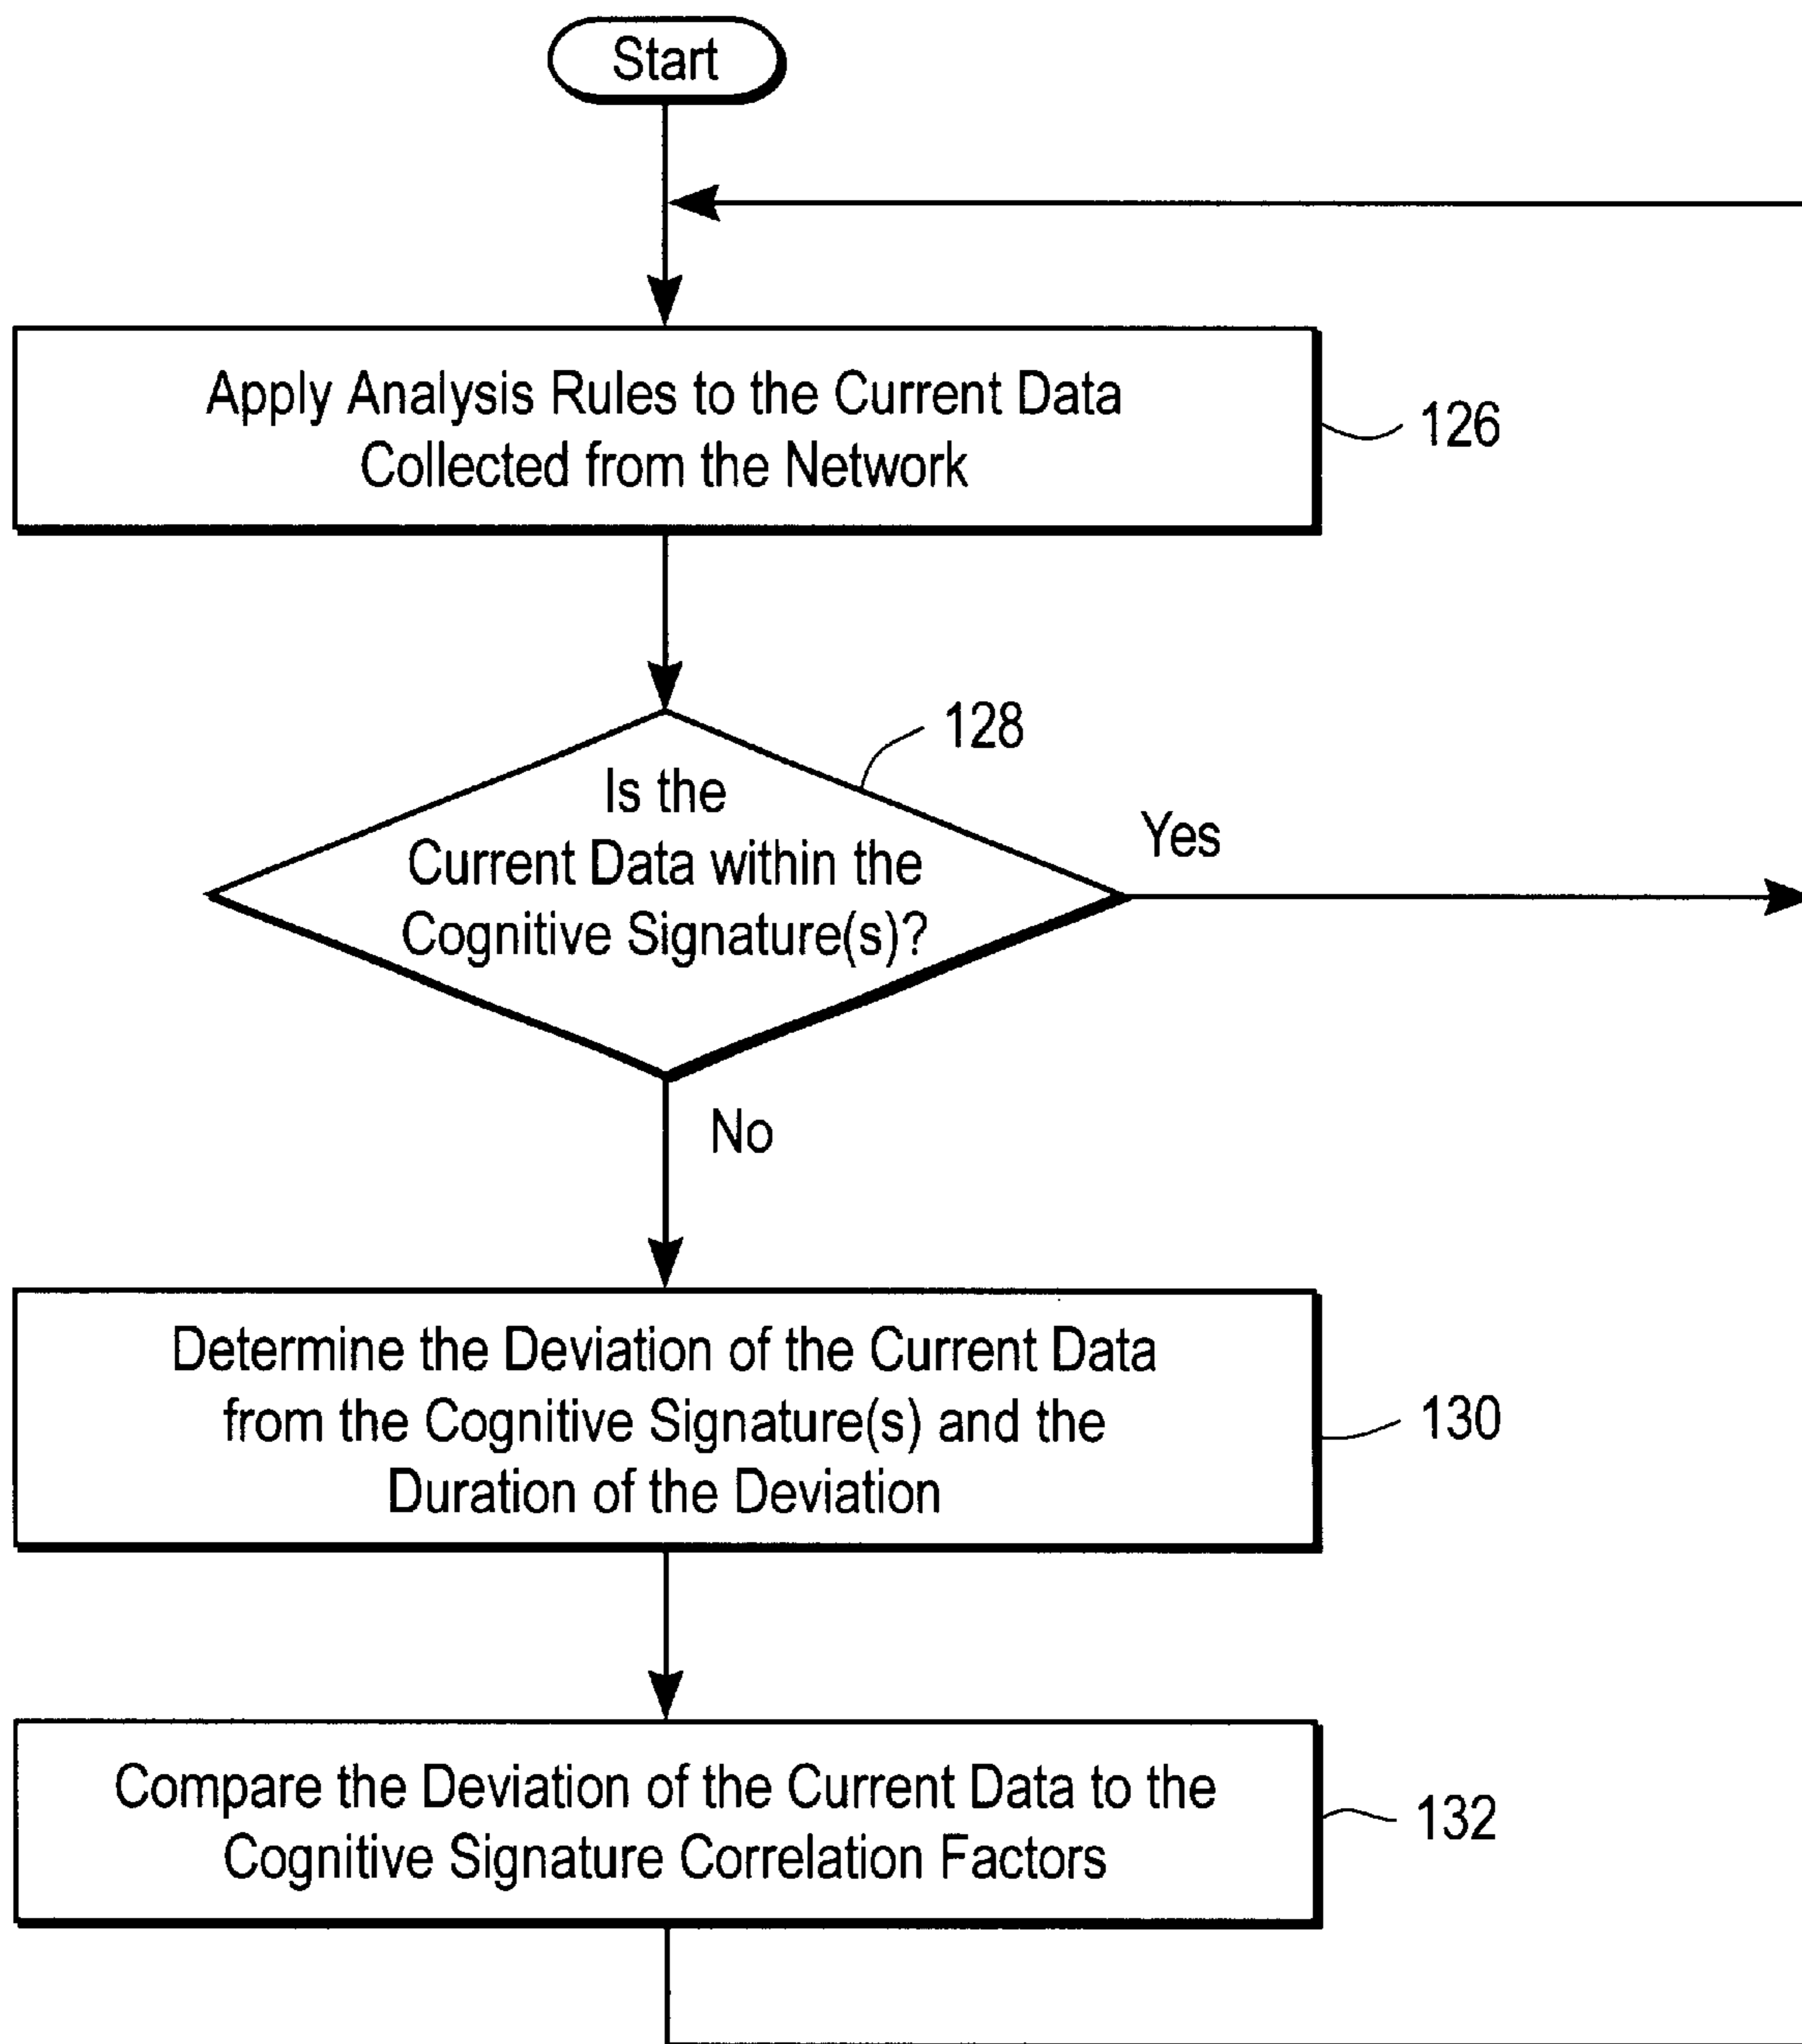 Start
Apply Analysis Rules to the Current Data
Collected from the Network
126
128
Is the
Current Data within the
Cognitive Signature(s)?
Yes
No
Determine the Deviation of the Current Data
from the Cognitive Signature(s) and the
Duration of the Deviation
130
Compare the Deviation of the Current Data to the
Cognitive Signature Correlation Factors
132